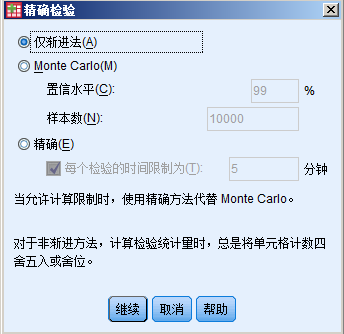 精确检验
仅渐进法(A)
Monte Carlo(M)
置信水平(C): 99 %
样本数(N): 10000
精确(E)
每个检验的时间限制为(T): 5 分钟
当允许计算限制时，使用精确方法代替 Monte Carlo。
对于非渐进方法，计算检验统计量时，总是将单元格计数四
舍五入或舍位。
继续 取消 帮助